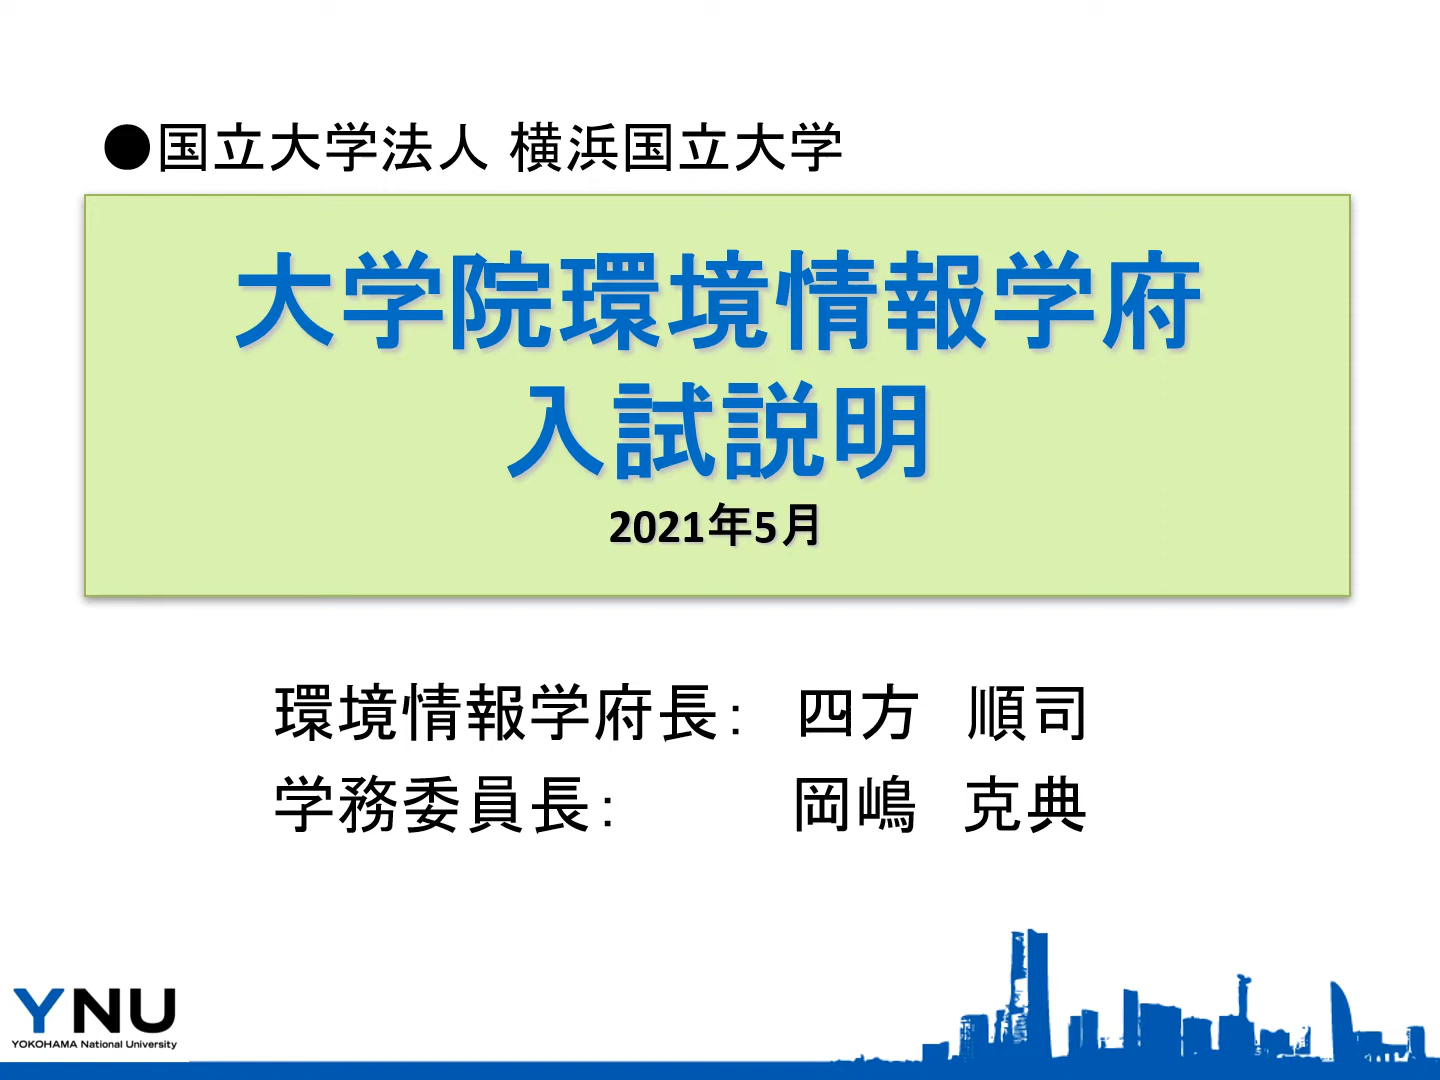 ●国立大学法人 横浜国立大学
大学院環境情報学府
入試説明
2021年5月
環境情報学府長： 四方　順司
学務委員長： 岡嶋　克典
YNU
YOKOHAMA National University